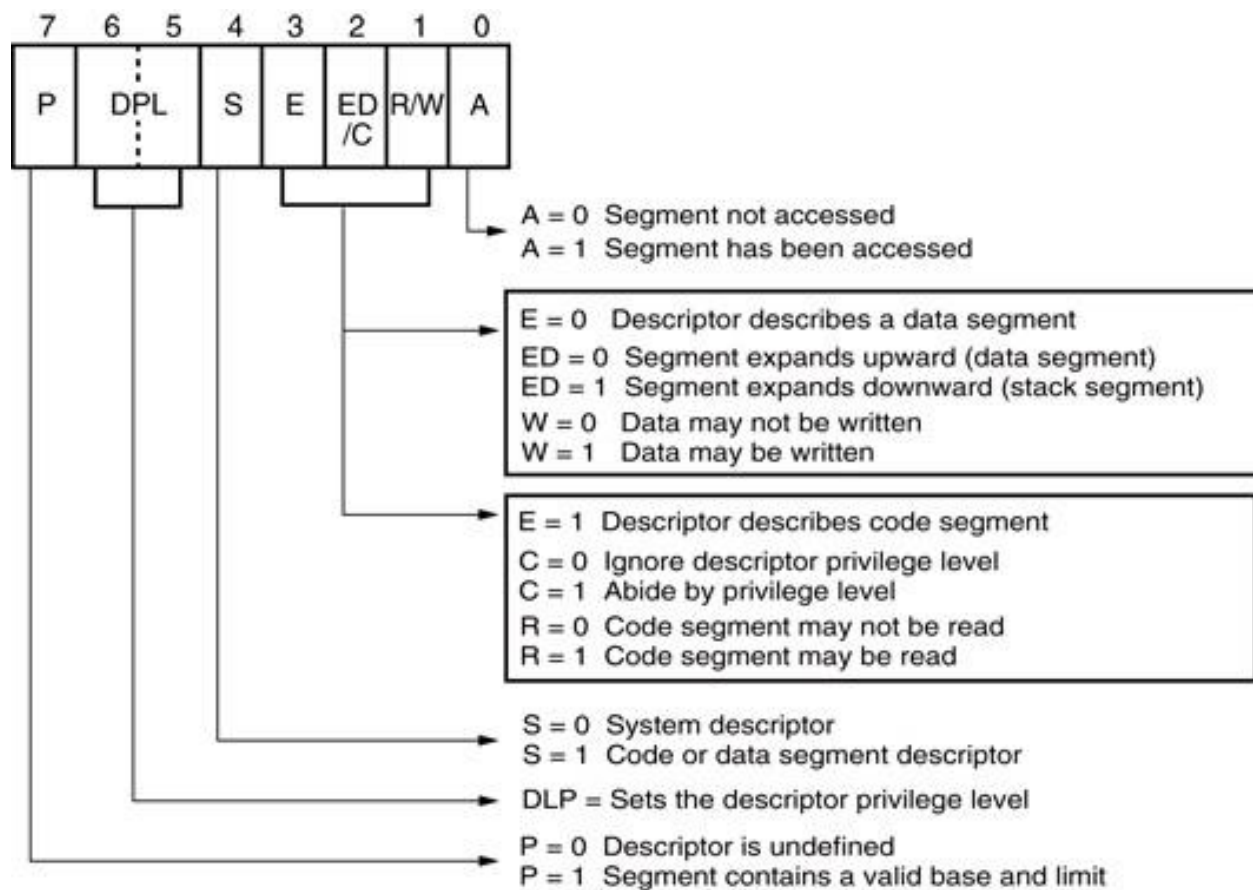 7 6 5 4 3 2 1 0
P DPL S E ED/C R/W A
A = 0 Segment not accessed
A = 1 Segment has been accessed
E = 0 Descriptor describes a data segment
ED = 0 Segment expands upward (data segment)
ED = 1 Segment expands downward (stack segment)
W = 0 Data may not be written
W = 1 Data may be written
E = 1 Descriptor describes code segment
C = 0 Ignore descriptor privilege level
C = 1 Abide by privilege level
R = 0 Code segment may not be read
R = 1 Code segment may be read
S = 0 System descriptor
S = 1 Code or data segment descriptor
DLP = Sets the descriptor privilege level
P = 0 Descriptor is undefined
P = 1 Segment contains a valid base and limit